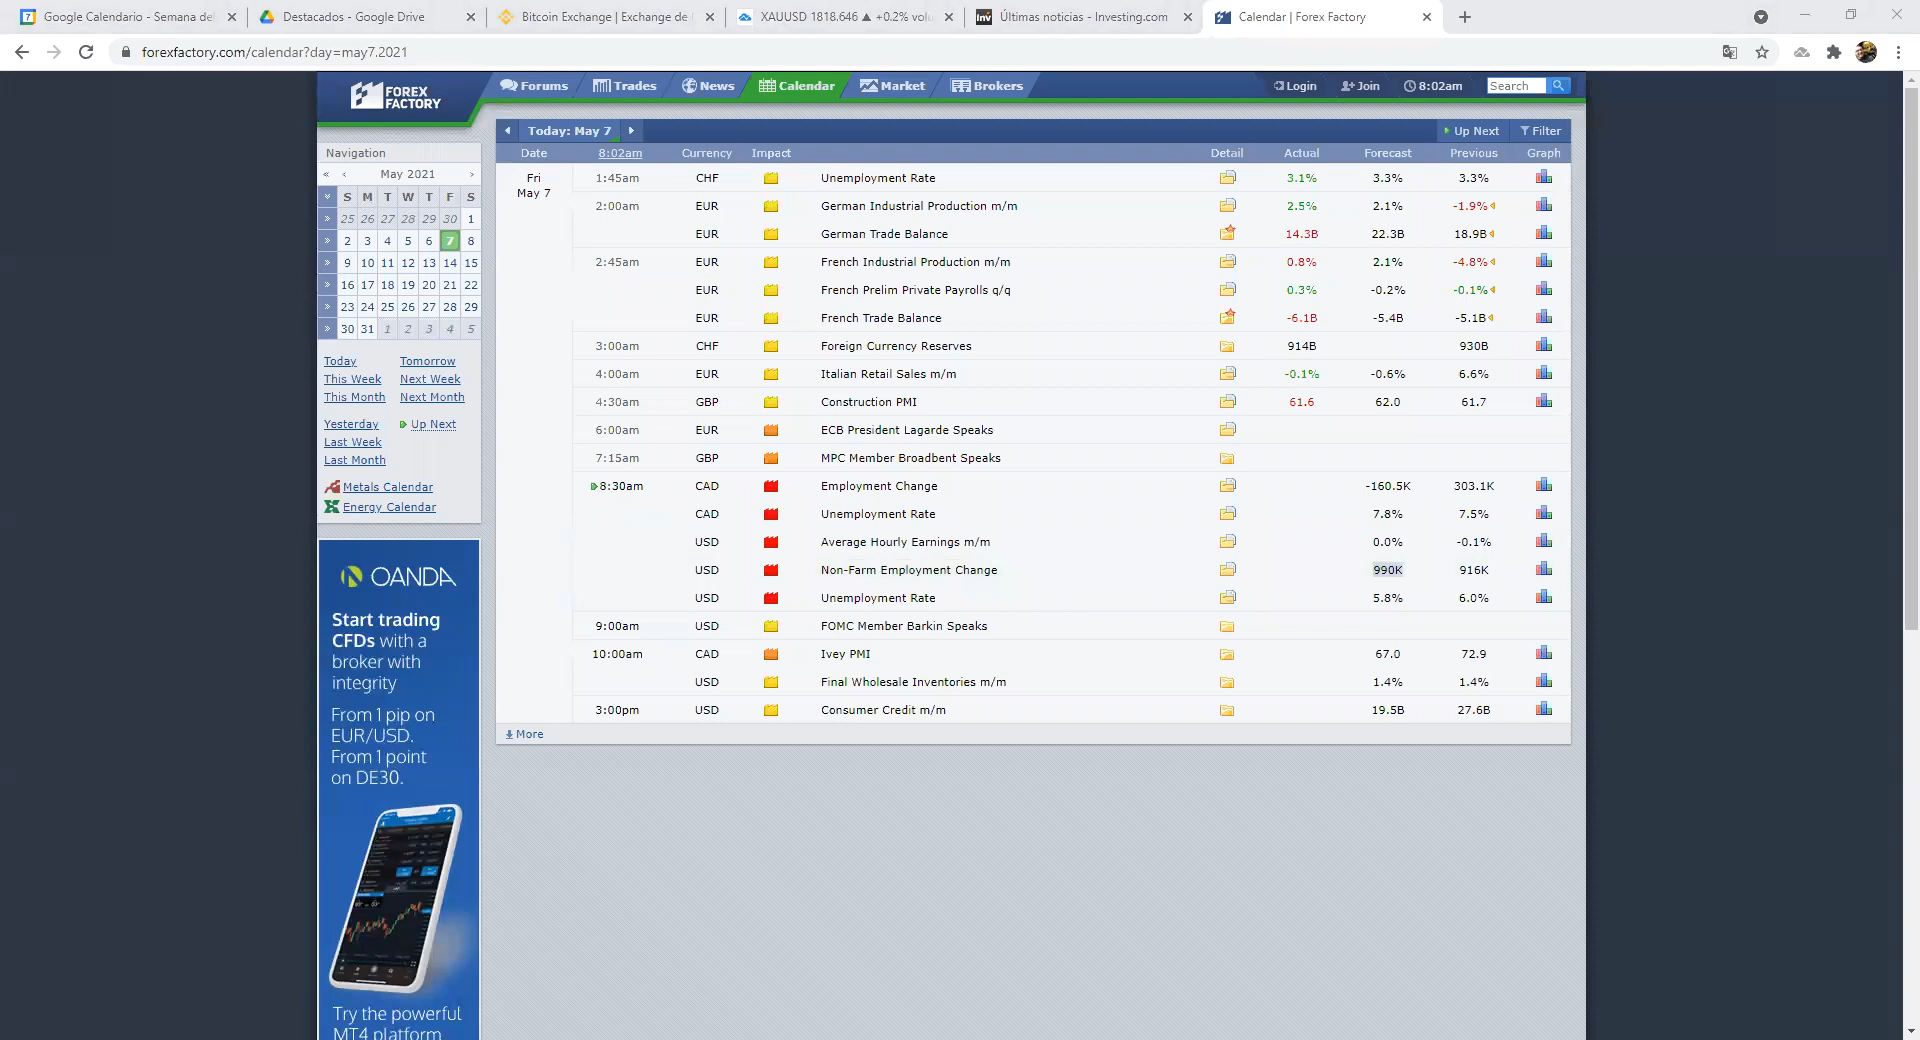 Google Calendario - Semana del
Destacados - Google Drive
Bitcoin Exchange | Exchange de
XAUUSD 1818.646 ▲ +0.2% volu
Últimas noticias - Investing.com
Calendar | Forex Factory
forexfactory.com/calendar?day=may7.2021
FOREX FACTORY
Forums Trades News Calendar Market Brokers
Login Join 8:02am Search
Navigation
« ‹ May 2021 ›
S M T W T F S
25 26 27 28 29 30 1
2 3 4 5 6 7 8
9 10 11 12 13 14 15
16 17 18 19 20 21 22
23 24 25 26 27 28 29
30 31 1 2 3 4 5
Today Tomorrow
This Week Next Week
This Month Next Month
Yesterday Up Next
Last Week
Last Month
Metals Calendar
Energy Calendar
OANDA
Start trading
CFDs with a
broker with
integrity
From 1 pip on
EUR/USD.
From 1 point
on DE30.
Try the powerful
MT4 platform
Today: May 7 Up Next Filter
Date 8:02am Currency Impact Detail Actual Forecast Previous Graph
Fri May 7 1:45am CHF Unemployment Rate 3.1% 3.3% 3.3%
2:00am EUR German Industrial Production m/m 2.5% 2.1% -1.9%
EUR German Trade Balance 14.3B 22.3B 18.9B
2:45am EUR French Industrial Production m/m 0.8% 2.1% -4.8%
EUR French Prelim Private Payrolls q/q 0.3% -0.2% -0.1%
EUR French Trade Balance -6.1B -5.4B -5.1B
3:00am CHF Foreign Currency Reserves 914B 930B
4:00am EUR Italian Retail Sales m/m -0.1% -0.6% 6.6%
4:30am GBP Construction PMI 61.6 62.0 61.7
6:00am EUR ECB President Lagarde Speaks
7:15am GBP MPC Member Broadbent Speaks
8:30am CAD Employment Change -160.5K 303.1K
CAD Unemployment Rate 7.8% 7.5%
USD Average Hourly Earnings m/m 0.0% -0.1%
USD Non-Farm Employment Change 990K 916K
USD Unemployment Rate 5.8% 6.0%
9:00am USD FOMC Member Barkin Speaks
10:00am CAD Ivey PMI 67.0 72.9
USD Final Wholesale Inventories m/m 1.4% 1.4%
3:00pm USD Consumer Credit m/m 19.5B 27.6B
More